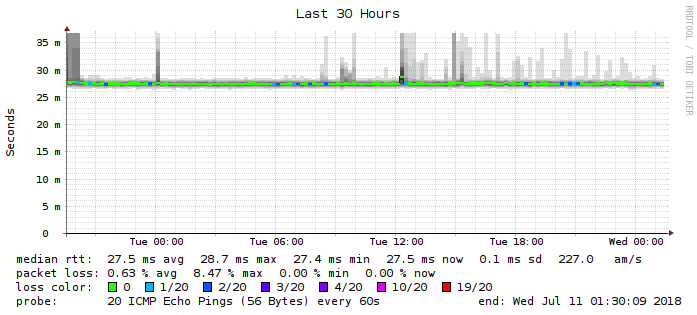 Last 30 Hours
RRDTOOL / TOBI OETIKER
Seconds
35 m
30 m
25 m
20 m
15 m
10 m
5 m
0
Tue 00:00 Tue 06:00 Tue 12:00 Tue 18:00 Wed 00:00
median rtt: 27.5 ms avg 28.7 ms max 27.4 ms min 27.5 ms now 0.1 ms sd 227.0 am/s
packet loss: 0.63 % avg 8.47 % max 0.00 % min 0.00 % now
loss color: 0 1/20 2/20 3/20 4/20 10/20 19/20
probe: 20 ICMP Echo Pings (56 Bytes) every 60s end: Wed Jul 11 01:30:09 2018